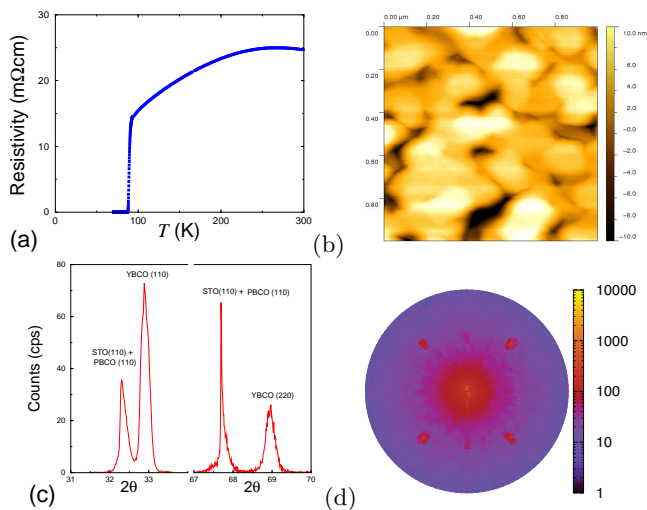 30
20
10
0
Resistivity (mΩcm)
0
100
200
300
T (K)
(a)
0.00 µm
0.20
0.40
0.60
0.80
0.00
0.20
0.40
0.60
0.80
10.0 nm
6.0
4.0
2.0
-0.0
-2.0
-4.0
-6.0
-10.0
(b)
80
60
40
20
0
Counts (cps)
YBCO (110)
STO(110) +
PBCO (110)
STO(110) + PBCO (110)
YBCO (220)
31
32
33
67
68
69
70
2θ
2θ
(c)
10000
1000
100
10
1
(d)